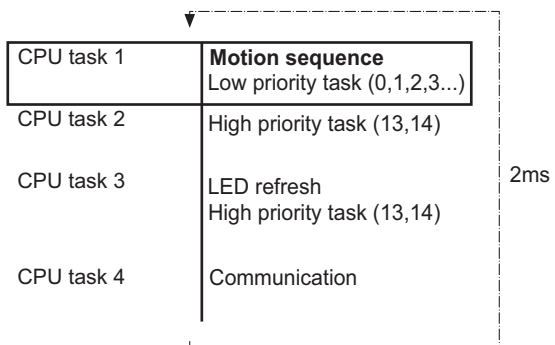 CPU task 1
Motion sequence
Low priority task (0,1,2,3...)
CPU task 2
High priority task (13,14)
CPU task 3
LED refresh
High priority task (13,14)
2ms
CPU task 4
Communication